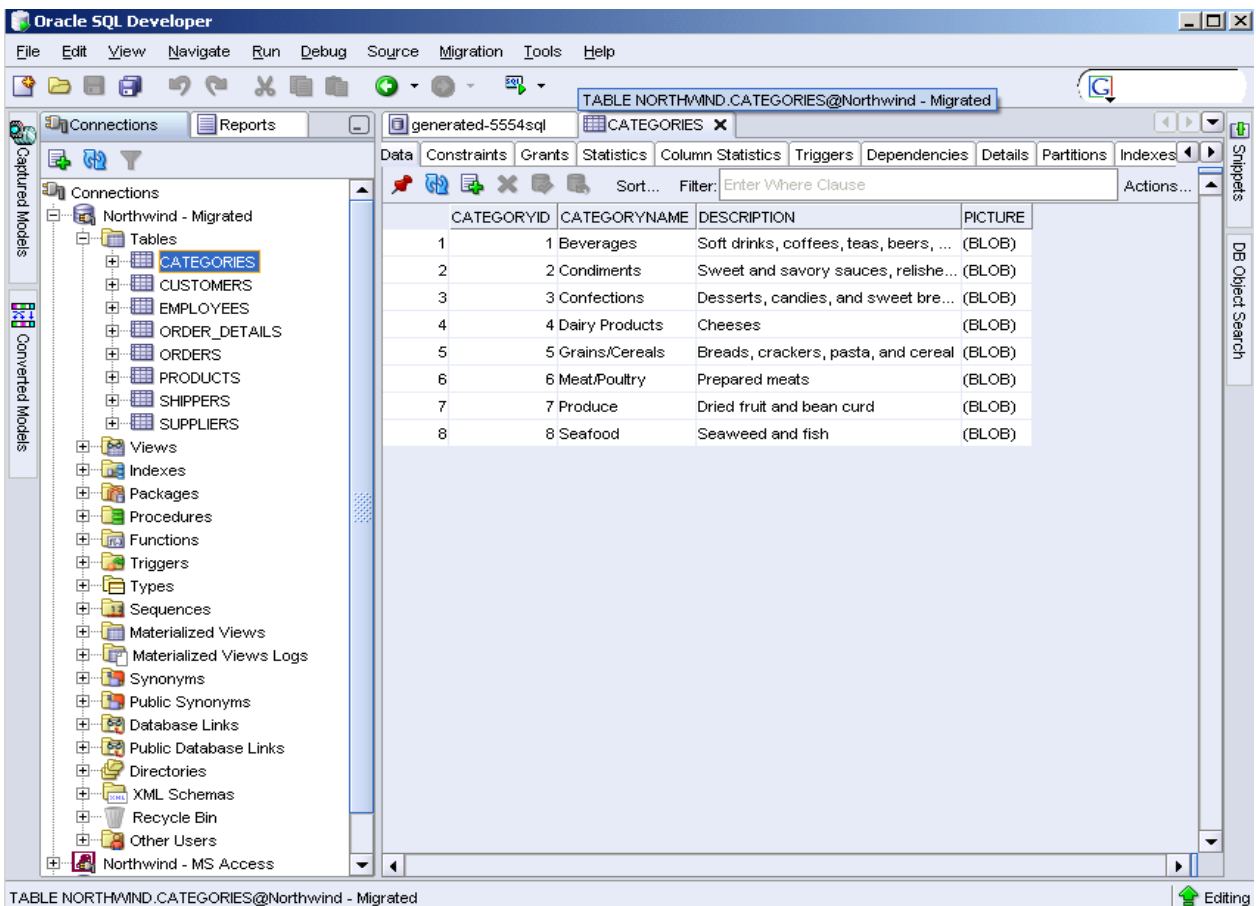 Oracle SQL Developer
File Edit View Navigate Run Debug Source Migration Tools Help
SQL
G
TABLE NORTHWIND.CATEGORIES@Northwind - Migrated
Captured Models
Converted Models
Connections Reports
Connections
Northwind - Migrated
Tables
CATEGORIES
CUSTOMERS
EMPLOYEES
ORDER_DETAILS
ORDERS
PRODUCTS
SHIPPERS
SUPPLIERS
Views
Indexes
Packages
Procedures
Functions
Triggers
Types
Sequences
Materialized Views
Materialized Views Logs
Synonyms
Public Synonyms
Database Links
Public Database Links
Directories
XML Schemas
Recycle Bin
Other Users
Northwind - MS Access
generated-5554sql CATEGORIES
Data Constraints Grants Statistics Column Statistics Triggers Dependencies Details Partitions Indexes
Sort... Filter: Enter Where Clause Actions...
CATEGORYID CATEGORYNAME DESCRIPTION PICTURE
1 1 Beverages Soft drinks, coffees, teas, beers, ... (BLOB)
2 2 Condiments Sweet and savory sauces, relishe... (BLOB)
3 3 Confections Desserts, candies, and sweet bre... (BLOB)
4 4 Dairy Products Cheeses (BLOB)
5 5 Grains/Cereals Breads, crackers, pasta, and cereal (BLOB)
6 6 Meat/Poultry Prepared meats (BLOB)
7 7 Produce Dried fruit and bean curd (BLOB)
8 8 Seafood Seaweed and fish (BLOB)
Snippets
DB Object Search
TABLE NORTHWIND.CATEGORIES@Northwind - Migrated
Editing